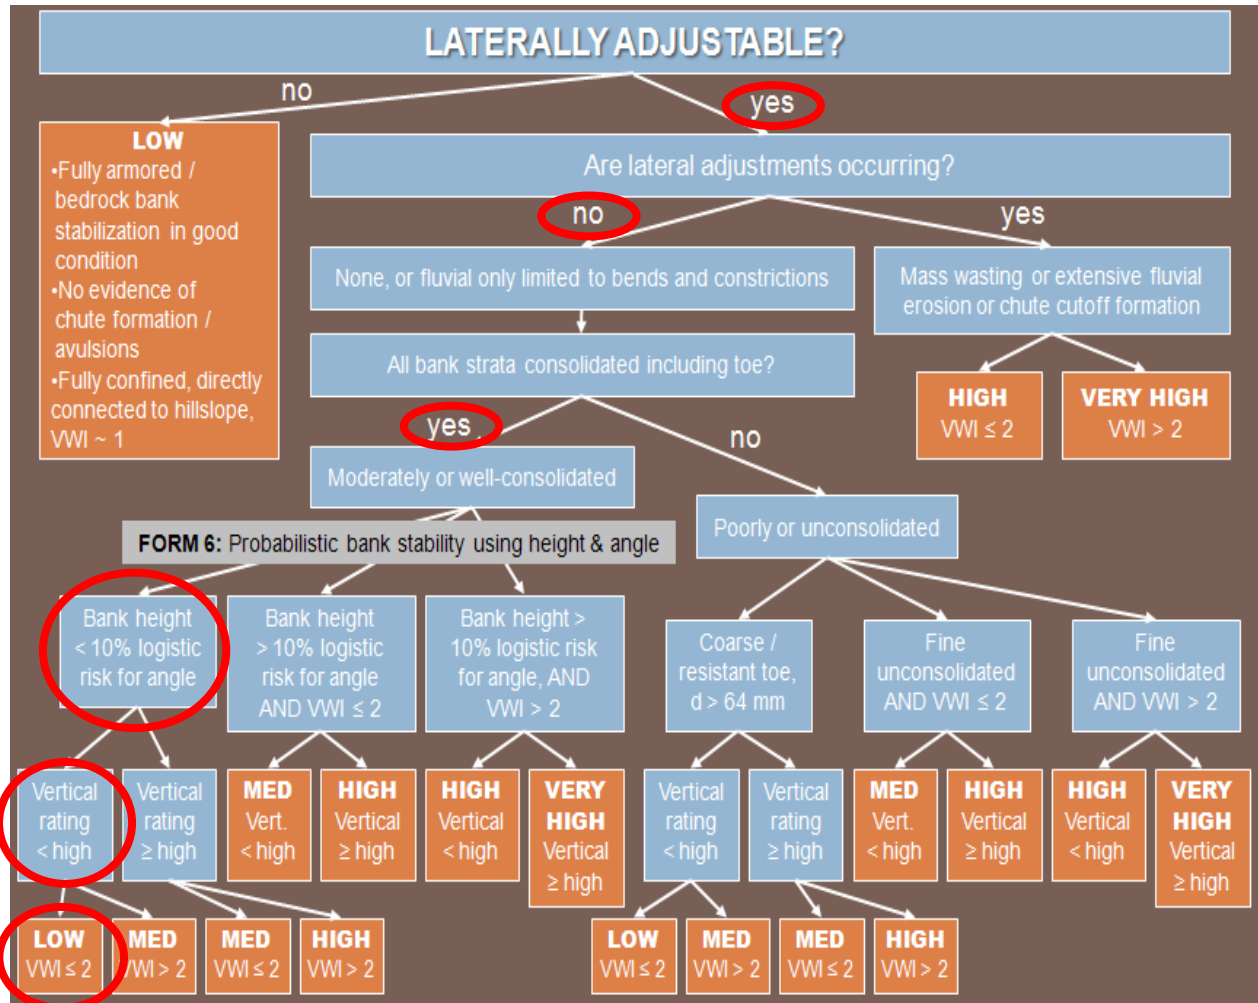 LATERALLY ADJUSTABLE?
no
yes
LOW
•Fully armored /
bedrock bank
stabilization in good
condition
•No evidence of
chute formation /
avulsions
•Fully confined, directly
connected to hillslope,
VWI ~ 1
Are lateral adjustments occurring?
no
yes
None, or fluvial only limited to bends and constrictions
Mass wasting or extensive fluvial
erosion or chute cutoff formation
All bank strata consolidated including toe?
HIGH
VWI ≤ 2
VERY HIGH
VWI > 2
yes
no
Moderately or well-consolidated
Poorly or unconsolidated
FORM 6: Probabilistic bank stability using height & angle
Bank height
< 10% logistic
risk for angle
Bank height
> 10% logistic
risk for angle
AND VWI ≤ 2
Bank height >
10% logistic risk
for angle, AND
VWI > 2
Coarse /
resistant toe,
d > 64 mm
Fine
unconsolidated
AND VWI ≤ 2
Fine
unconsolidated
AND VWI > 2
Vertical
rating
< high
Vertical
rating
≥ high
MED
Vert.
< high
HIGH
Vertical
≥ high
HIGH
Vertical
< high
VERY
HIGH
Vertical
≥ high
Vertical
rating
< high
Vertical
rating
≥ high
MED
Vert.
< high
HIGH
Vertical
≥ high
HIGH
Vertical
< high
VERY
HIGH
Vertical
≥ high
LOW
VWI ≤ 2
MED
VWI > 2
MED
VWI ≤ 2
HIGH
VWI > 2
LOW
VWI ≤ 2
MED
VWI > 2
MED
VWI ≤ 2
HIGH
VWI > 2